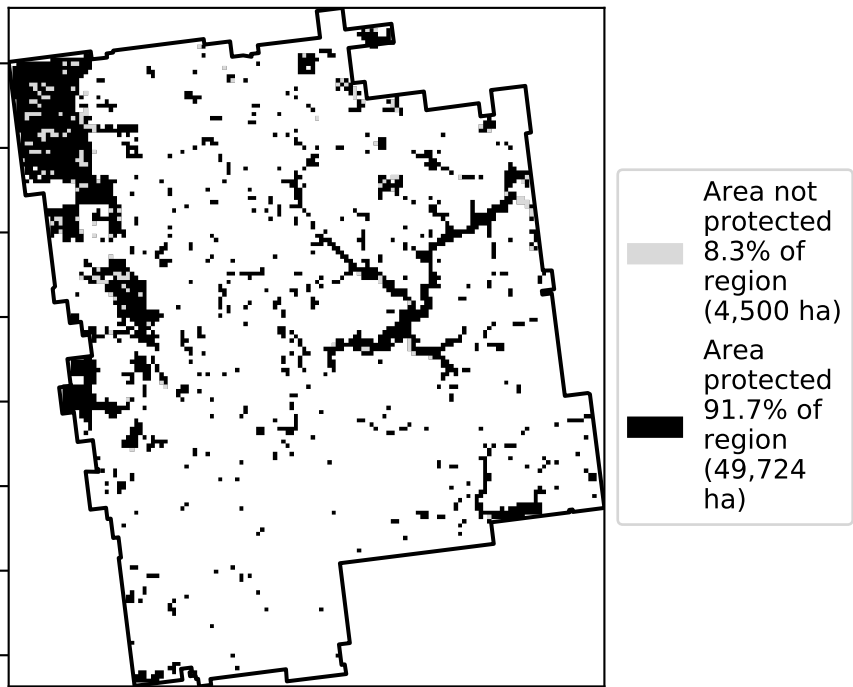 Area not
protected
8.3% of
region
(4,500 ha)
Area
protected
91.7% of
region
(49,724
ha)